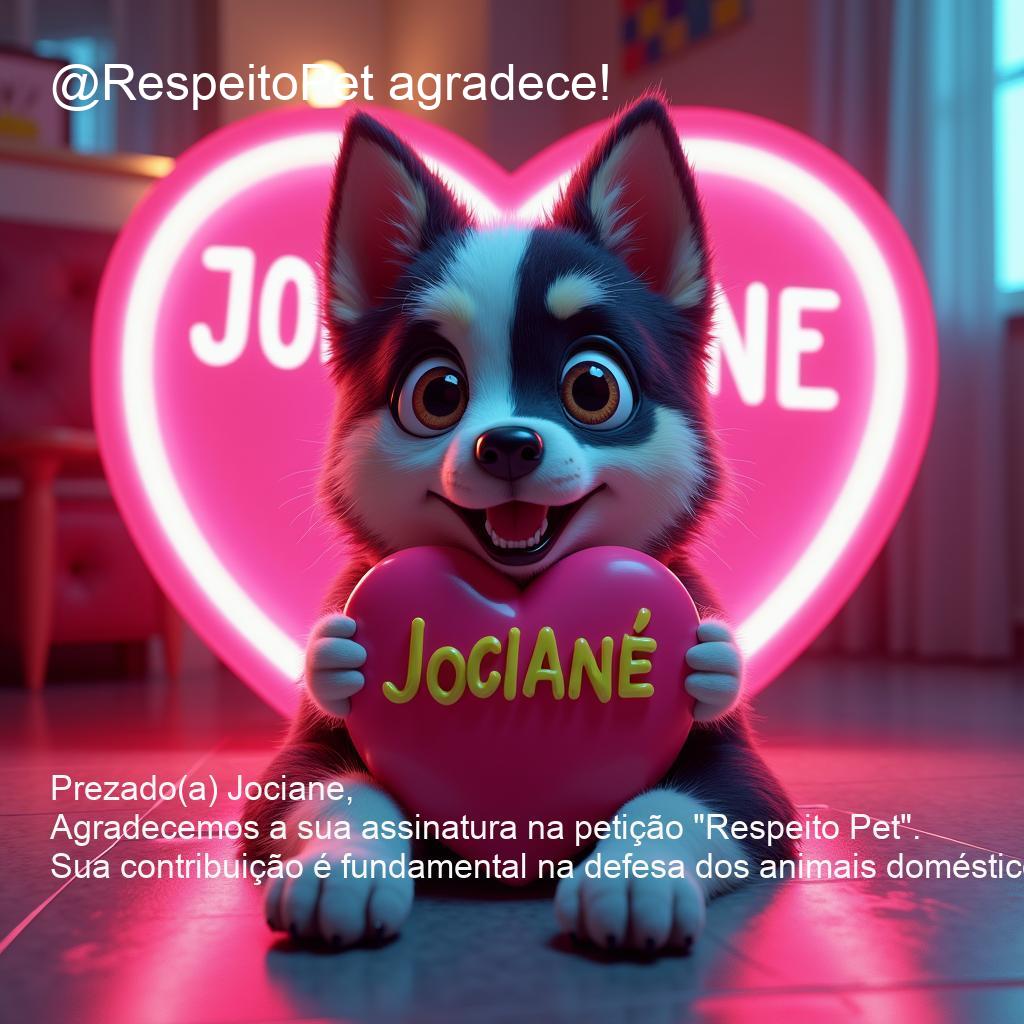 @RespeitoPet agradece!
JO NE
JOCIANÉ
Prezado(a) Jociane,
Agradecemos a sua assinatura na petição "Respeito Pet".
Sua contribuição é fundamental na defesa dos animais doméstic